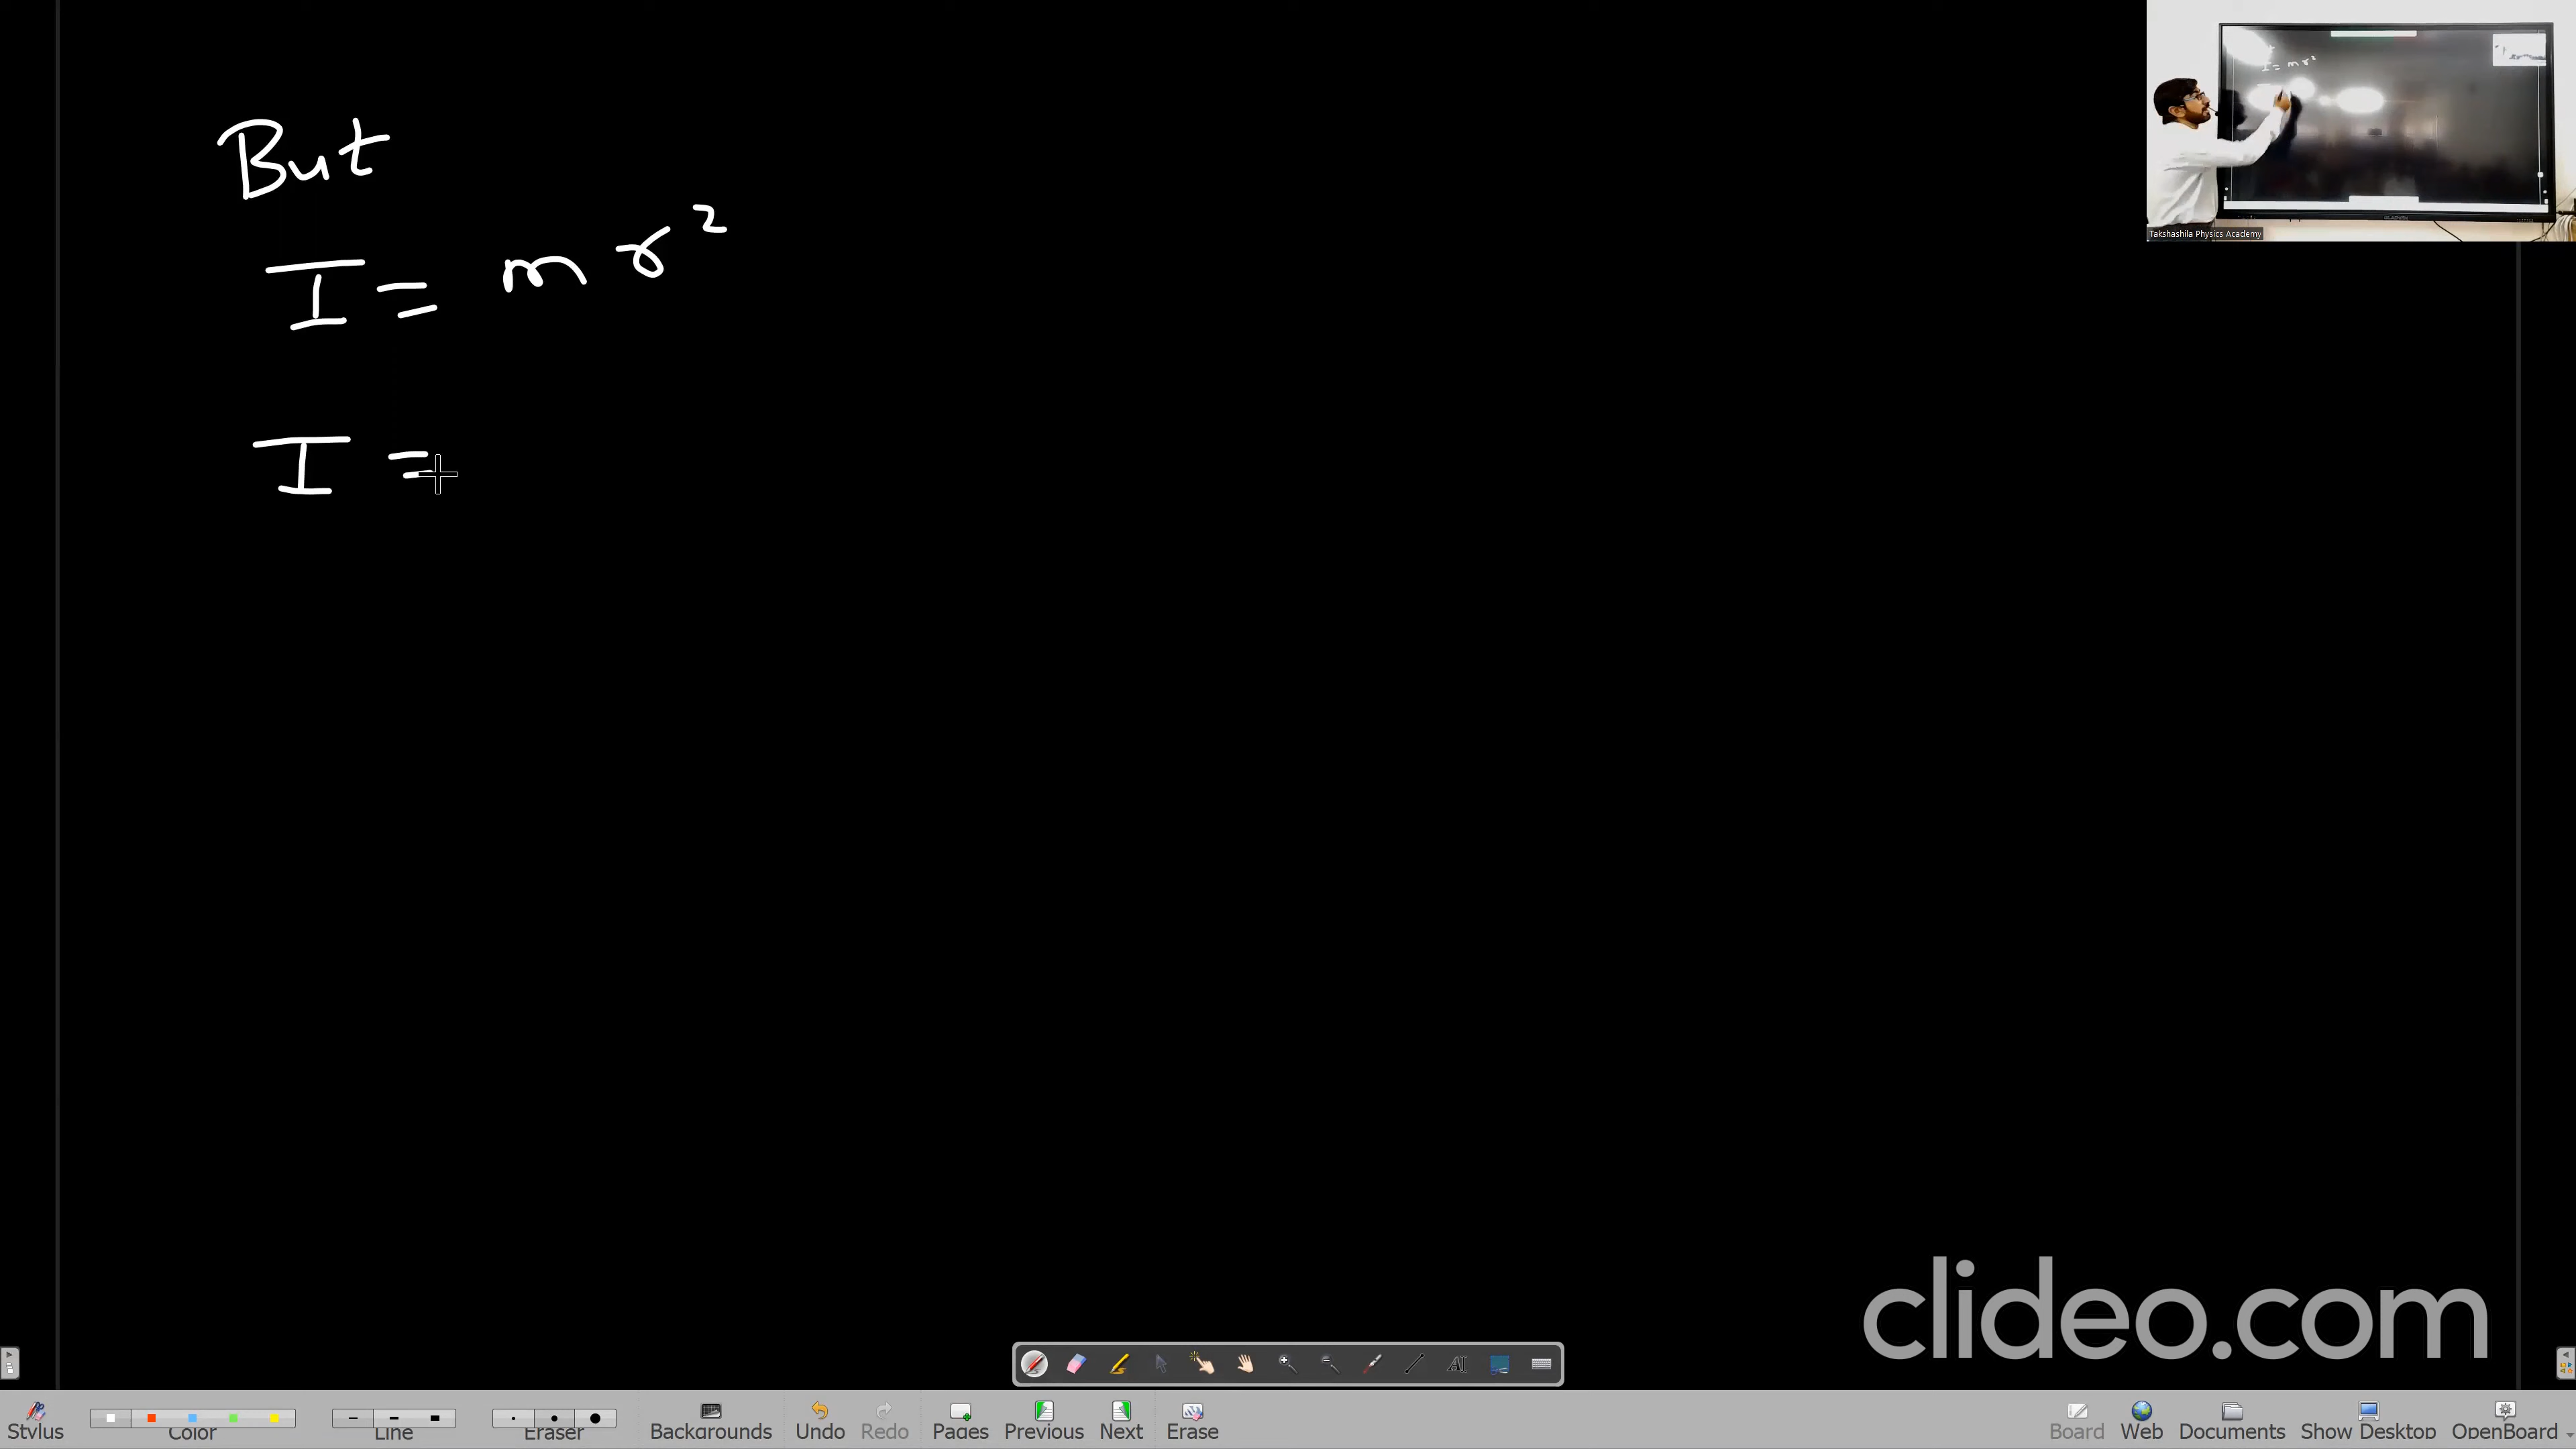 But
I = m r²
I =
Takshashila Physics Academy
clideo.com
Stylus
Color
Line
Eraser
Backgrounds
Undo
Redo
Pages
Previous
Next
Erase
Board
Web
Documents
Show Desktop
OpenBoard